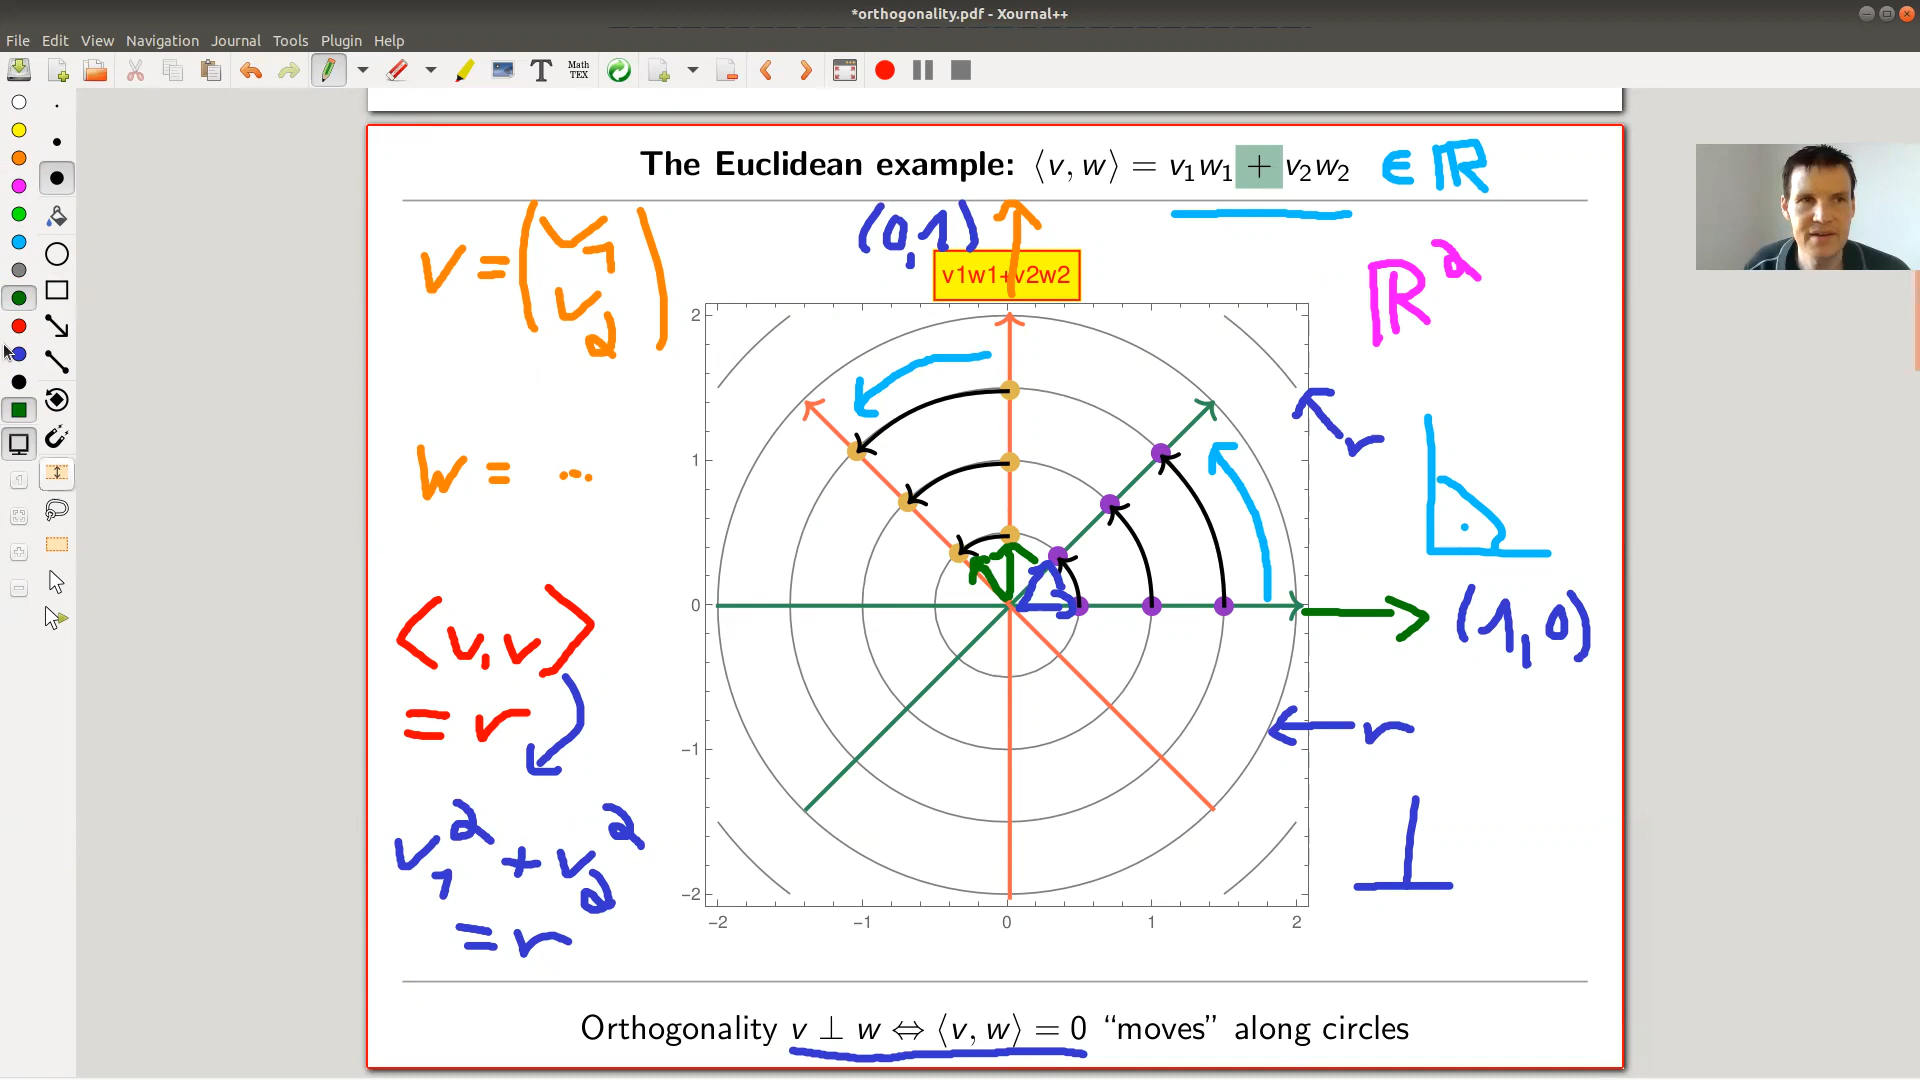 *orthogonality.pdf - Xournal++
File Edit View Navigation Journal Tools Plugin Help
Math
TEX
The Euclidean example: ⟨v, w⟩ = v₁w₁ + v₂w₂ ∈ ℝ
(0,1)
v = (v₁
v₂)
v1w1+v2w2
ℝ²
2
1
0
−1
−2
−2 −1 0 1 2
r
w = ...
(1,0)
⟨v,v⟩
= r
r
v₁² + v₂²
= r
⊥
Orthogonality v ⊥ w ⇔ ⟨v, w⟩ = 0 “moves” along circles